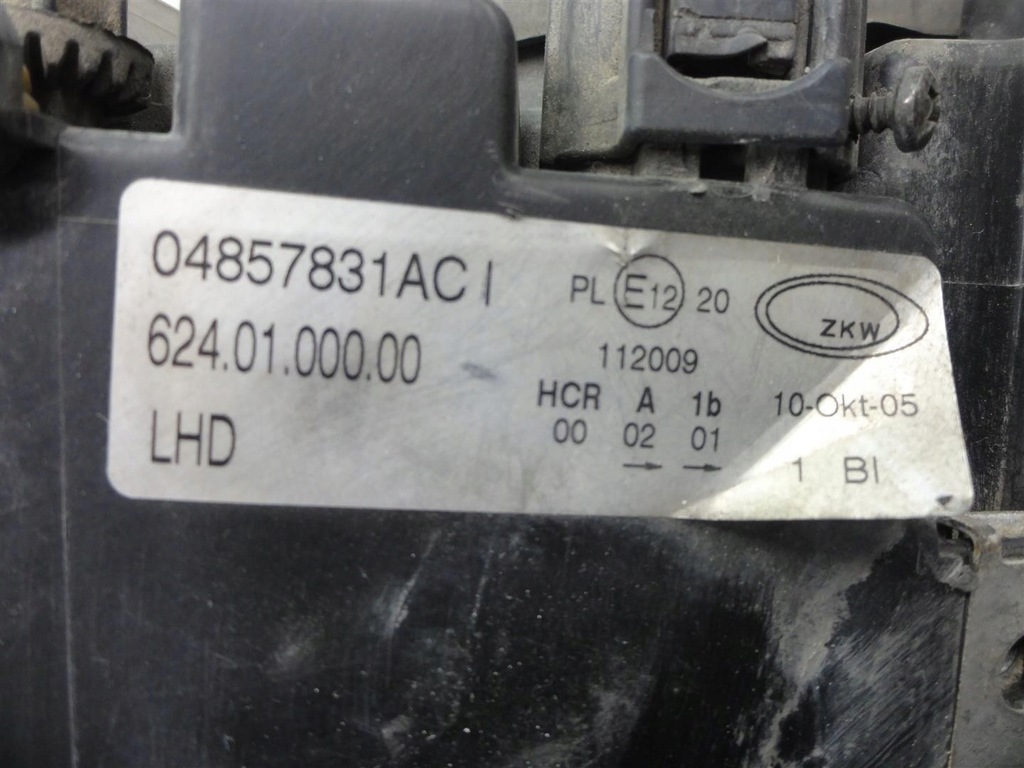 04857831AC I
624.01.000.00
LHD
PL E12 20
112009
HCR A 1b
00 02 01
→ →
ZKW
10-Okt-05
1 BI